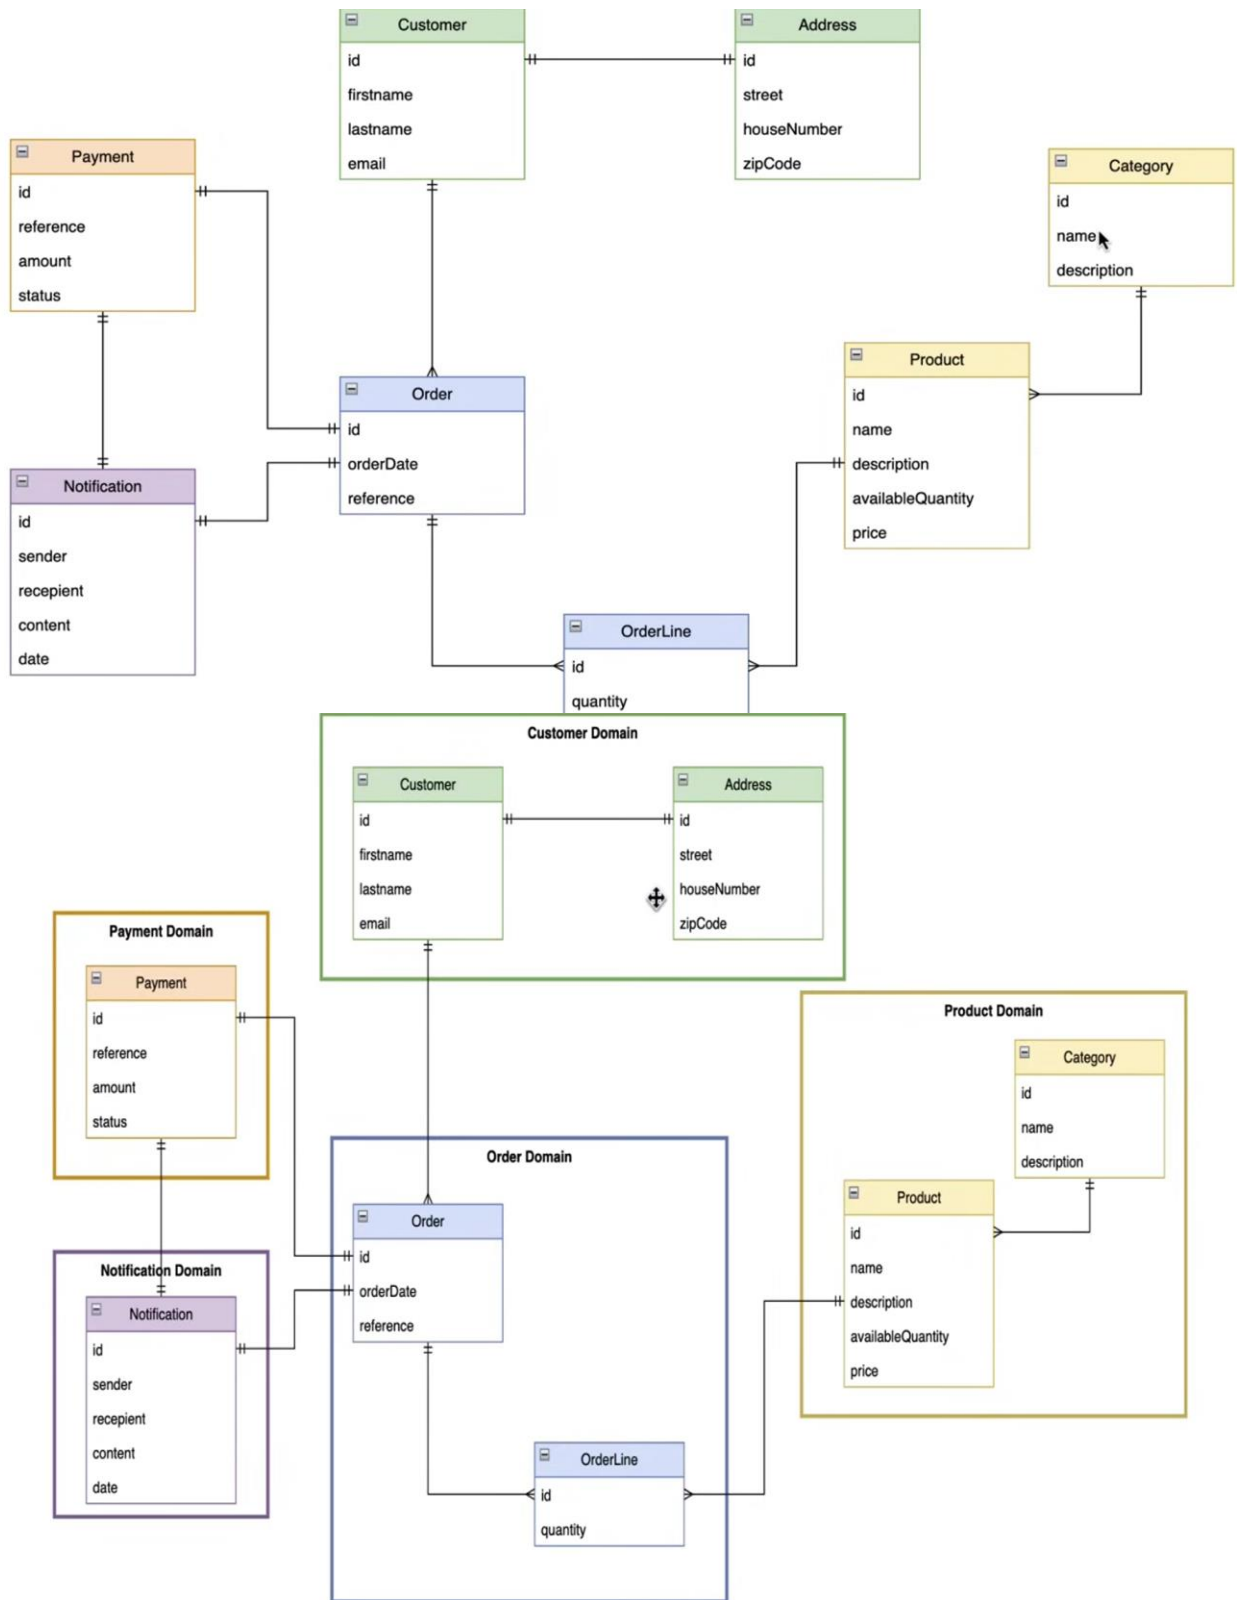 Customer
id
firstname
lastname
email
Address
id
street
houseNumber
zipCode
Payment
id
reference
amount
status
Category
id
name
description
Product
id
name
description
availableQuantity
price
Order
id
orderDate
reference
Notification
id
sender
recepient
content
date
OrderLine
id
quantity
Customer Domain
Customer
id
firstname
lastname
email
Address
id
street
houseNumber
zipCode
Payment Domain
Payment
id
reference
amount
status
Product Domain
Category
id
name
description
Product
id
name
description
availableQuantity
price
Order Domain
Order
id
orderDate
reference
Notification Domain
Notification
id
sender
recepient
content
date
OrderLine
id
quantity